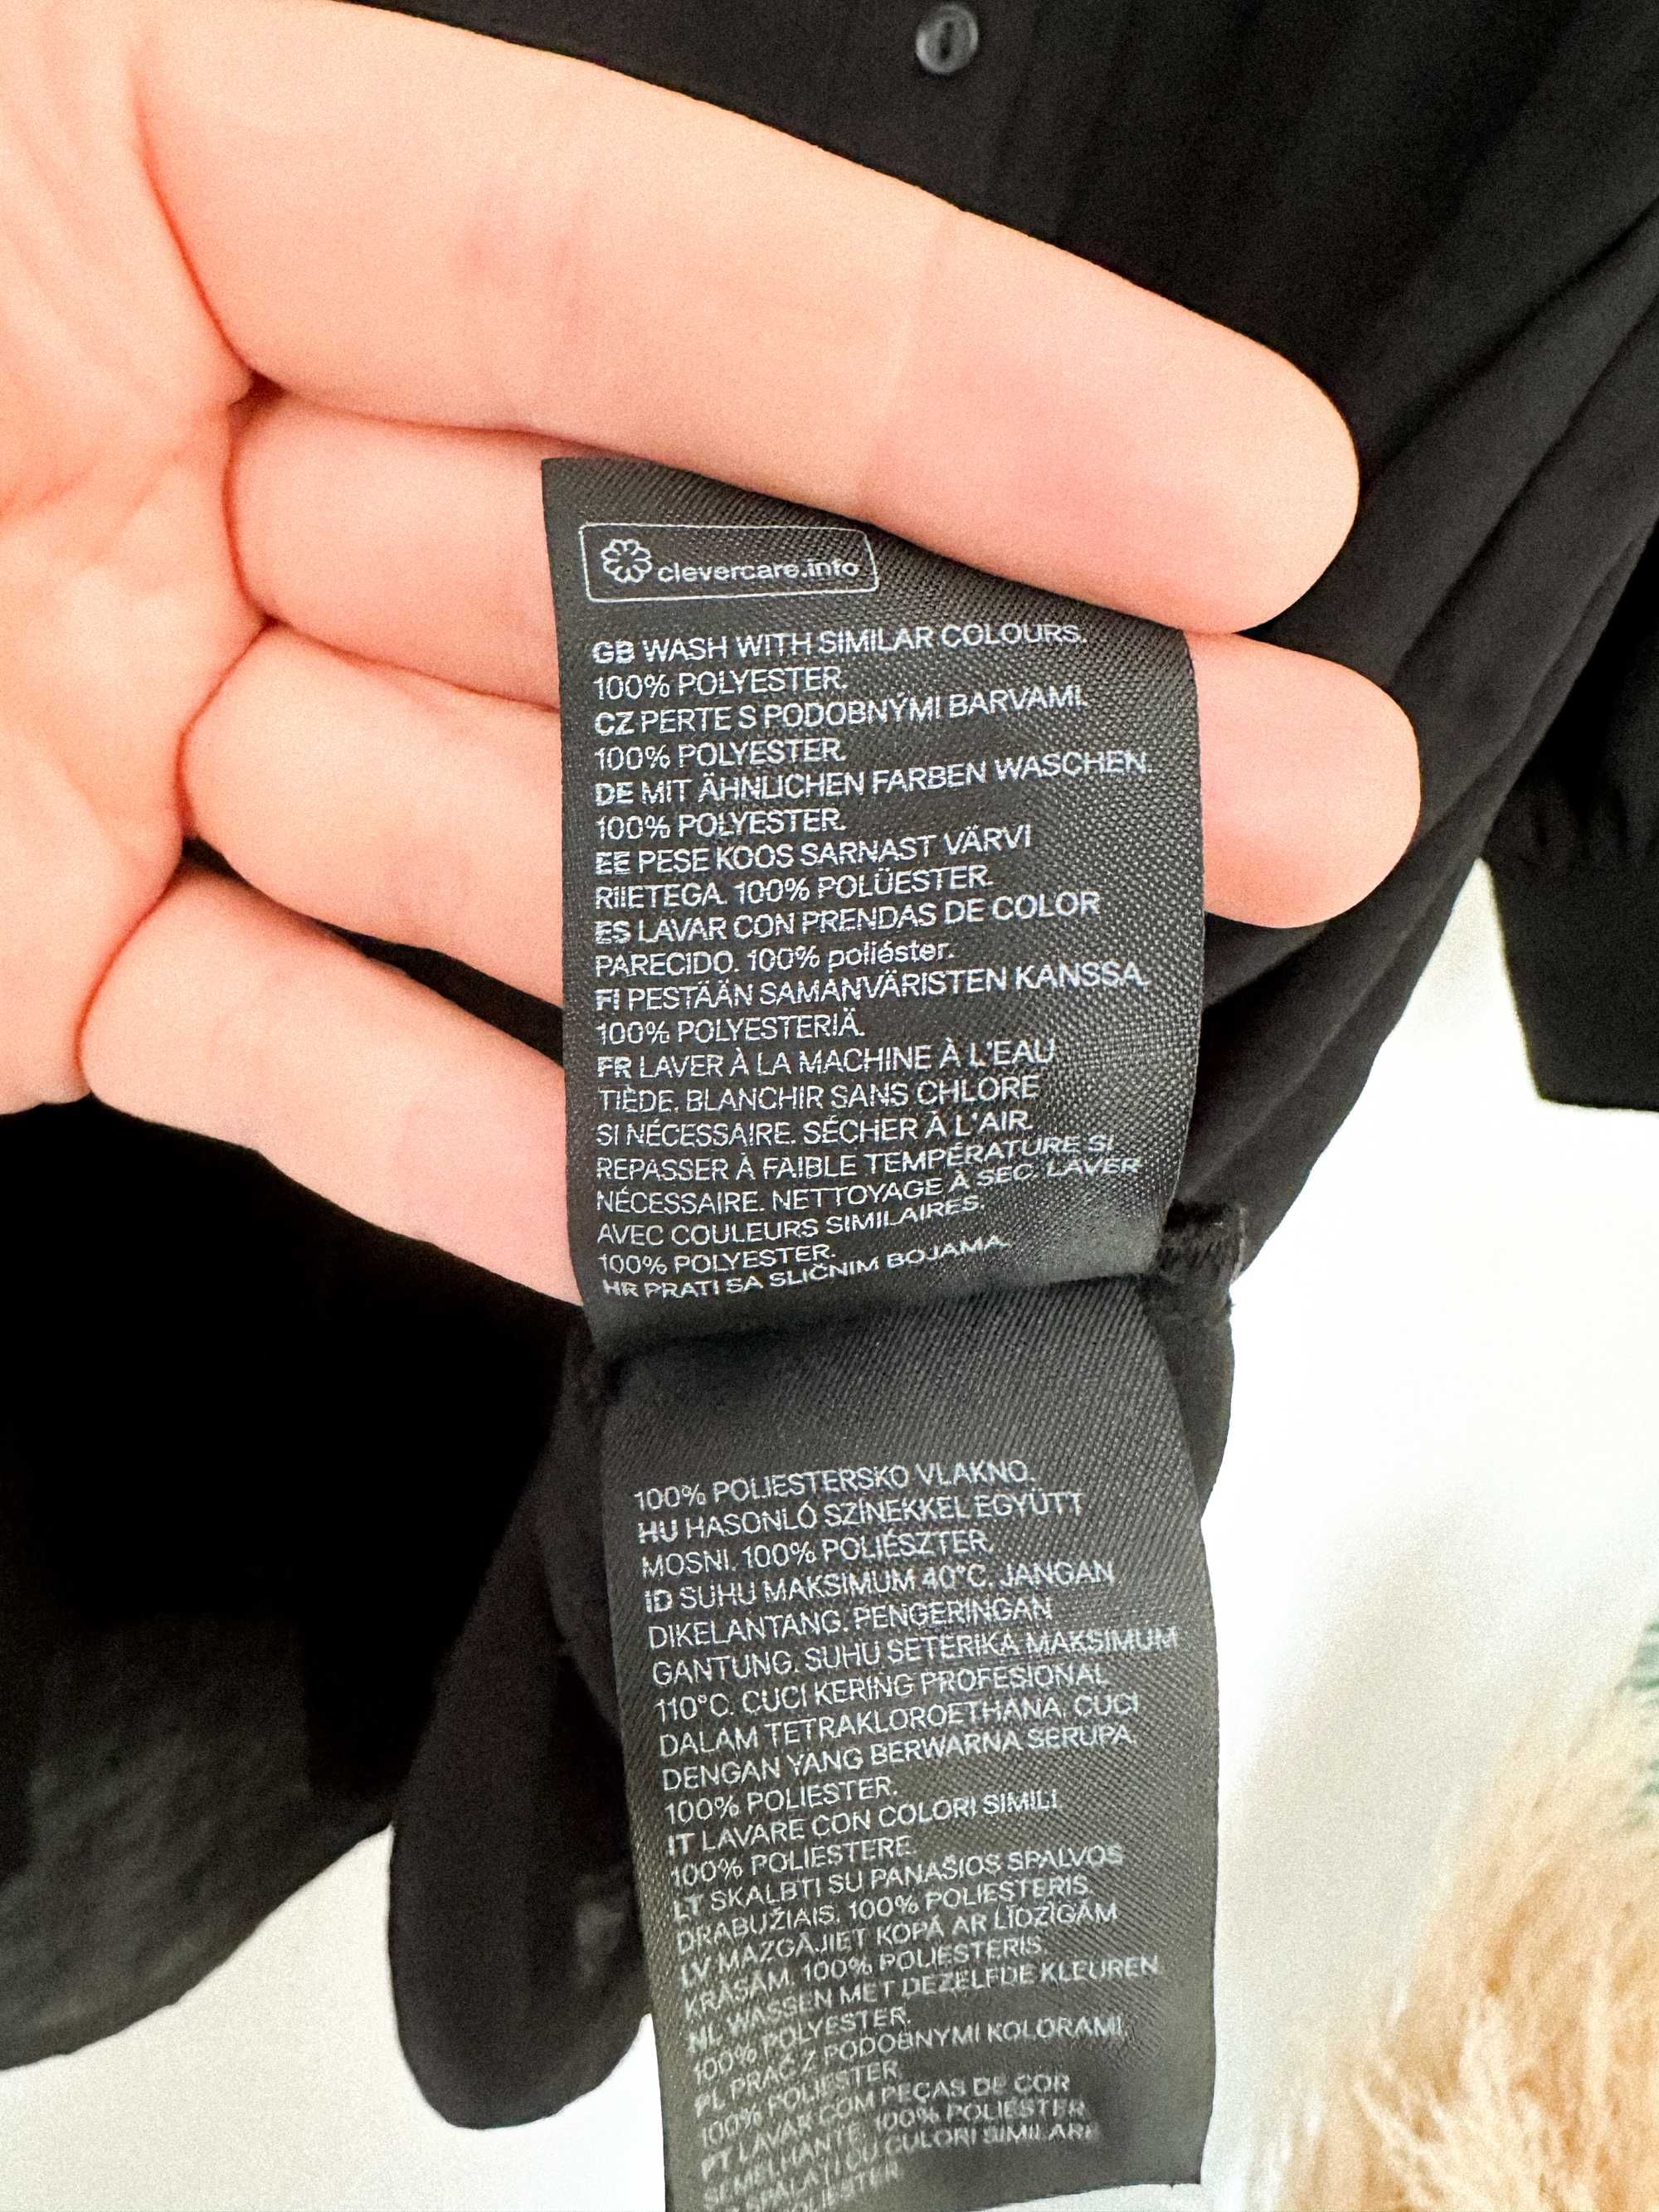 clevercare.info
GB WASH WITH SIMILAR COLOURS.
100% POLYESTER.
CZ PERTE S PODOBNÝMI BARVAMI.
100% POLYESTER.
DE MIT ÄHNLICHEN FARBEN WASCHEN.
100% POLYESTER.
EE PESE KOOS SARNAST VÄRVI
RIIETEGA. 100% POLÜESTER.
ES LAVAR CON PRENDAS DE COLOR
PARECIDO. 100% poliéster.
FI PESTÄÄN SAMANVÄRISTEN KANSSA.
100% POLYESTERIÄ.
FR LAVER À LA MACHINE À L'EAU
TIÈDE. BLANCHIR SANS CHLORE
SI NÉCESSAIRE. SÉCHER À L'AIR.
REPASSER À FAIBLE TEMPÉRATURE SI
NÉCESSAIRE. NETTOYAGE À SEC. LAVER
AVEC COULEURS SIMILAIRES.
100% POLYESTER.
HR PRATI SA SLIČNIM BOJAMA.
100% POLIESTERSKO VLAKNO.
HU HASONLÓ SZÍNEKKEL EGYÜTT
MOSNI. 100% POLIÉSZTER.
ID SUHU MAKSIMUM 40°C. JANGAN
DIKELANTANG. PENGERINGAN
GANTUNG. SUHU SETERIKA MAKSIMUM
110°C. CUCI KERING PROFESIONAL
DALAM TETRAKLOROETHANA. CUCI
DENGAN YANG BERWARNA SERUPA.
100% POLIESTER.
IT LAVARE CON COLORI SIMILI.
100% POLIESTERE.
LT SKALBTI SU PANAŠIOS SPALVOS
DRABUŽIAIS. 100% POLIESTERIS.
LV MAZGĀJIET KOPĀ AR LĪDZĪGĀM
KRĀSĀM. 100% POLIESTERIS.
NL WASSEN MET DEZELFDE KLEUREN.
100% POLYESTER.
PL PRAĆ Z PODOBNYMI KOLORAMI.
100% POLIESTER.
PT LAVAR COM PEÇAS DE COR
SEMELHANTE. 100% POLIÉSTER
SPĂLAȚI CU CULORI SIMILARE
POLIESTER